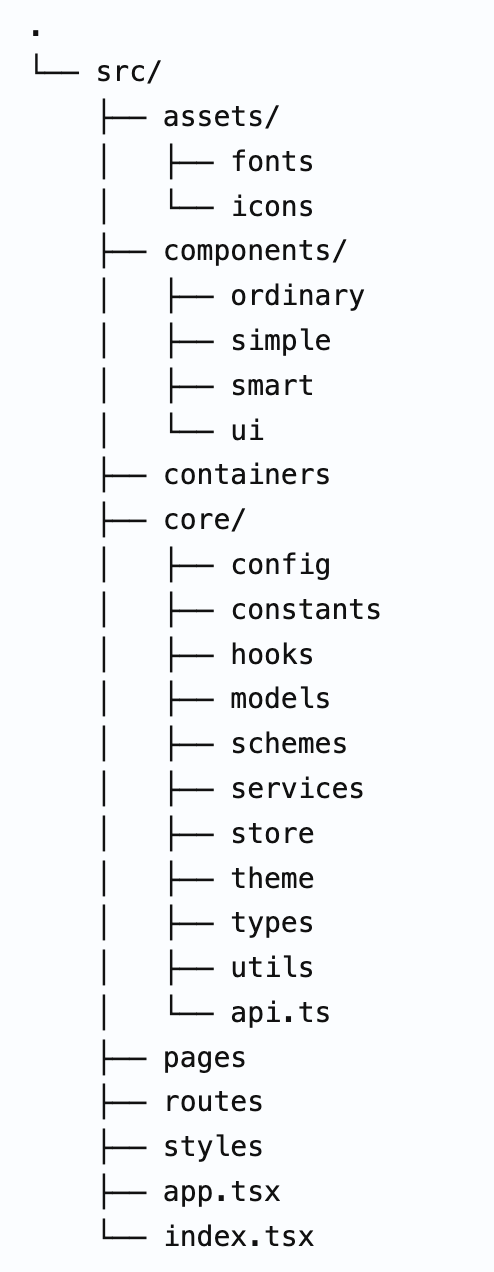 .
└── src/
    ├── assets/
    │   ├── fonts
    │   └── icons
    ├── components/
    │   ├── ordinary
    │   ├── simple
    │   ├── smart
    │   └── ui
    ├── containers
    ├── core/
    │   ├── config
    │   ├── constants
    │   ├── hooks
    │   ├── models
    │   ├── schemes
    │   ├── services
    │   ├── store
    │   ├── theme
    │   ├── types
    │   ├── utils
    │   └── api.ts
    ├── pages
    ├── routes
    ├── styles
    ├── app.tsx
    └── index.tsx